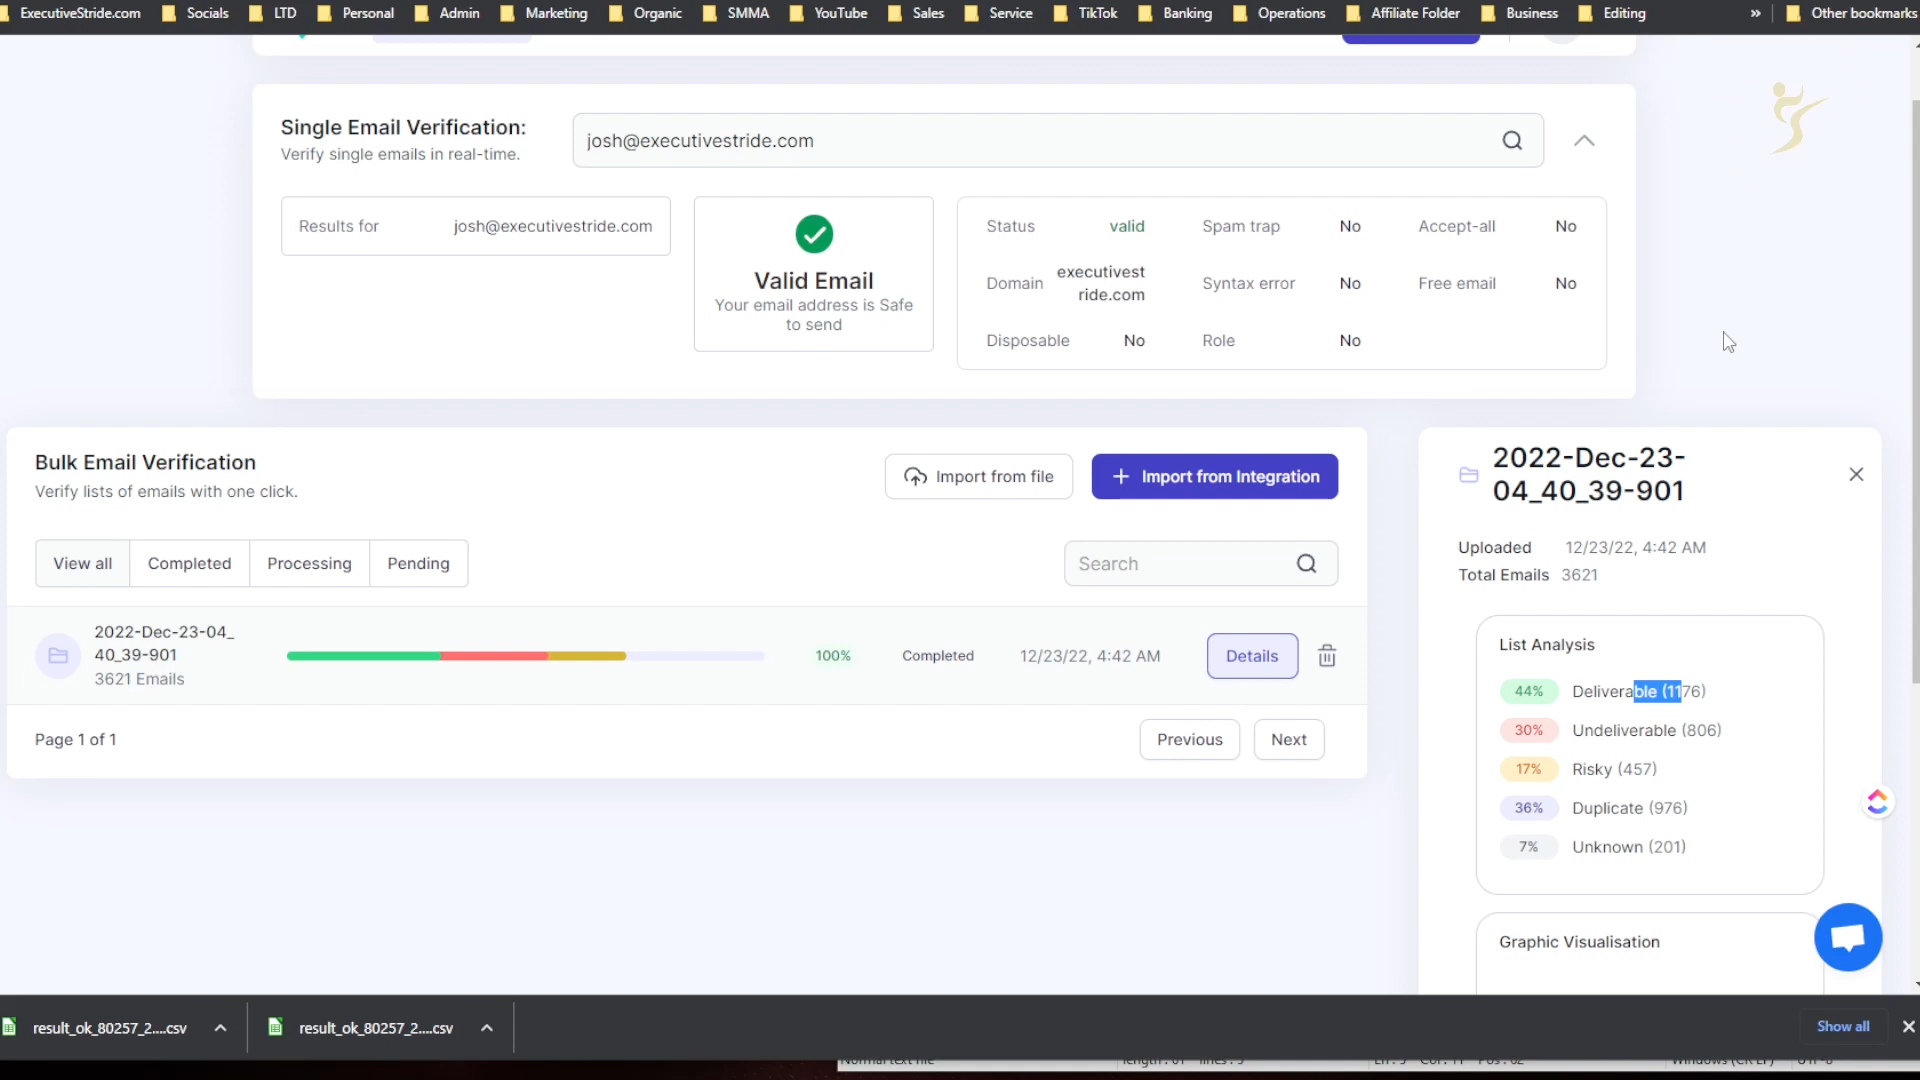 ExecutiveStride.com Socials LTD Personal Admin Marketing Organic SMMA YouTube Sales Service TikTok Banking Operations Affiliate Folder Business Editing » Other bookmarks
Single Email Verification:
Verify single emails in real-time.
josh@executivestride.com
Results for josh@executivestride.com
Valid Email
Your email address is Safe
to send
Status valid Spam trap No Accept-all No
Domain executivest
ride.com Syntax error No Free email No
Disposable No Role No
Bulk Email Verification
Verify lists of emails with one click.
Import from file
Import from Integration
View all Completed Processing Pending
Search
2022-Dec-23-04_
40_39-901
3621 Emails
100% Completed 12/23/22, 4:42 AM Details
Page 1 of 1
Previous Next
2022-Dec-23-
04_40_39-901
Uploaded 12/23/22, 4:42 AM
Total Emails 3621
List Analysis
44% Deliverable (1176)
30% Undeliverable (806)
17% Risky (457)
36% Duplicate (976)
7% Unknown (201)
Graphic Visualisation
result_ok_80257_2....csv result_ok_80257_2....csv Show all